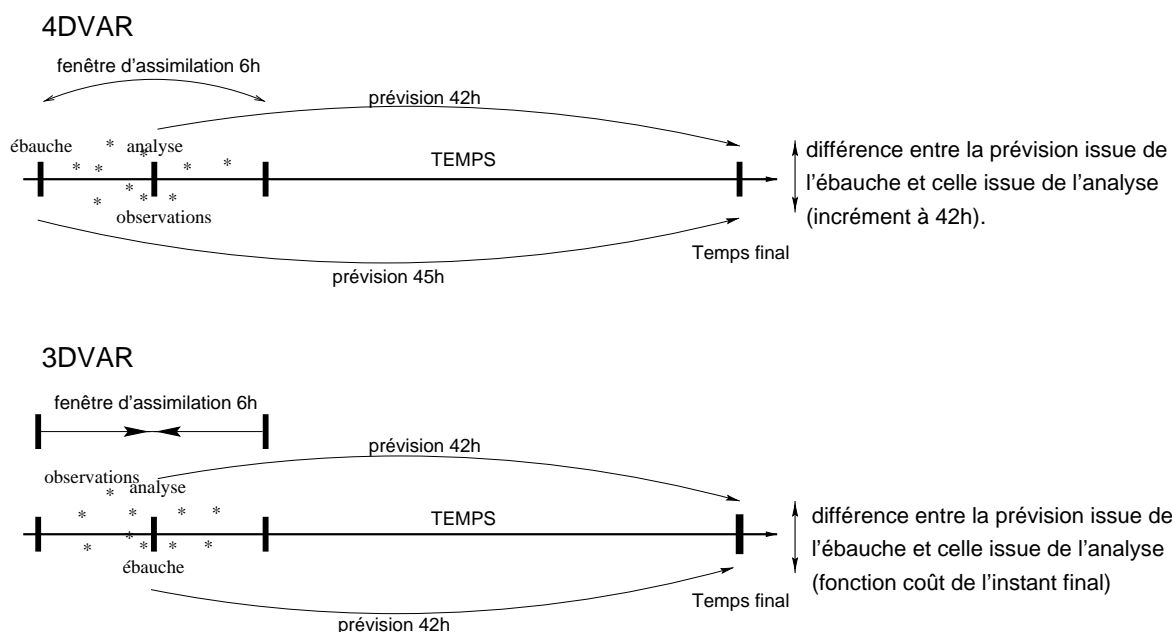 4DVAR
fenêtre d'assimilation 6h
prévision 42h
ébauche
analyse
TEMPS
observations
différence entre la prévision issue de
l'ébauche et celle issue de l'analyse
(incrément à 42h).
Temps final
prévision 45h
3DVAR
fenêtre d'assimilation 6h
prévision 42h
observations
analyse
TEMPS
ébauche
différence entre la prévision issue de
l'ébauche et celle issue de l'analyse
(fonction coût de l'instant final)
Temps final
prévision 42h